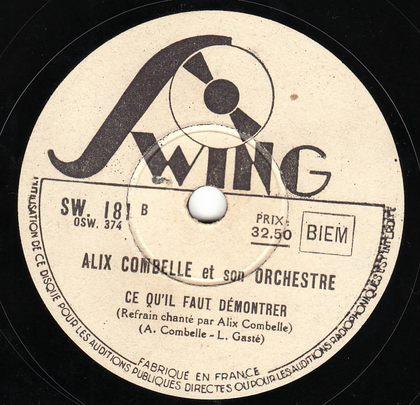 SWING
SW. 181 B
OSW. 374
PRIX:
32.50
BIEM
ALIX COMBELLE et son ORCHESTRE
CE QU'IL FAUT DÉMONTRER
(Refrain chanté par Alix Combelle)
(A. Combelle - L. Gasté)
FABRIQUÉ EN FRANCE
L'UTILISATION DE CE DISQUE POUR LES AUDITIONS PUBLIQUES DIRECTES OU POUR LES AUDITIONS RADIOPHONIQUES EST INTERDITE